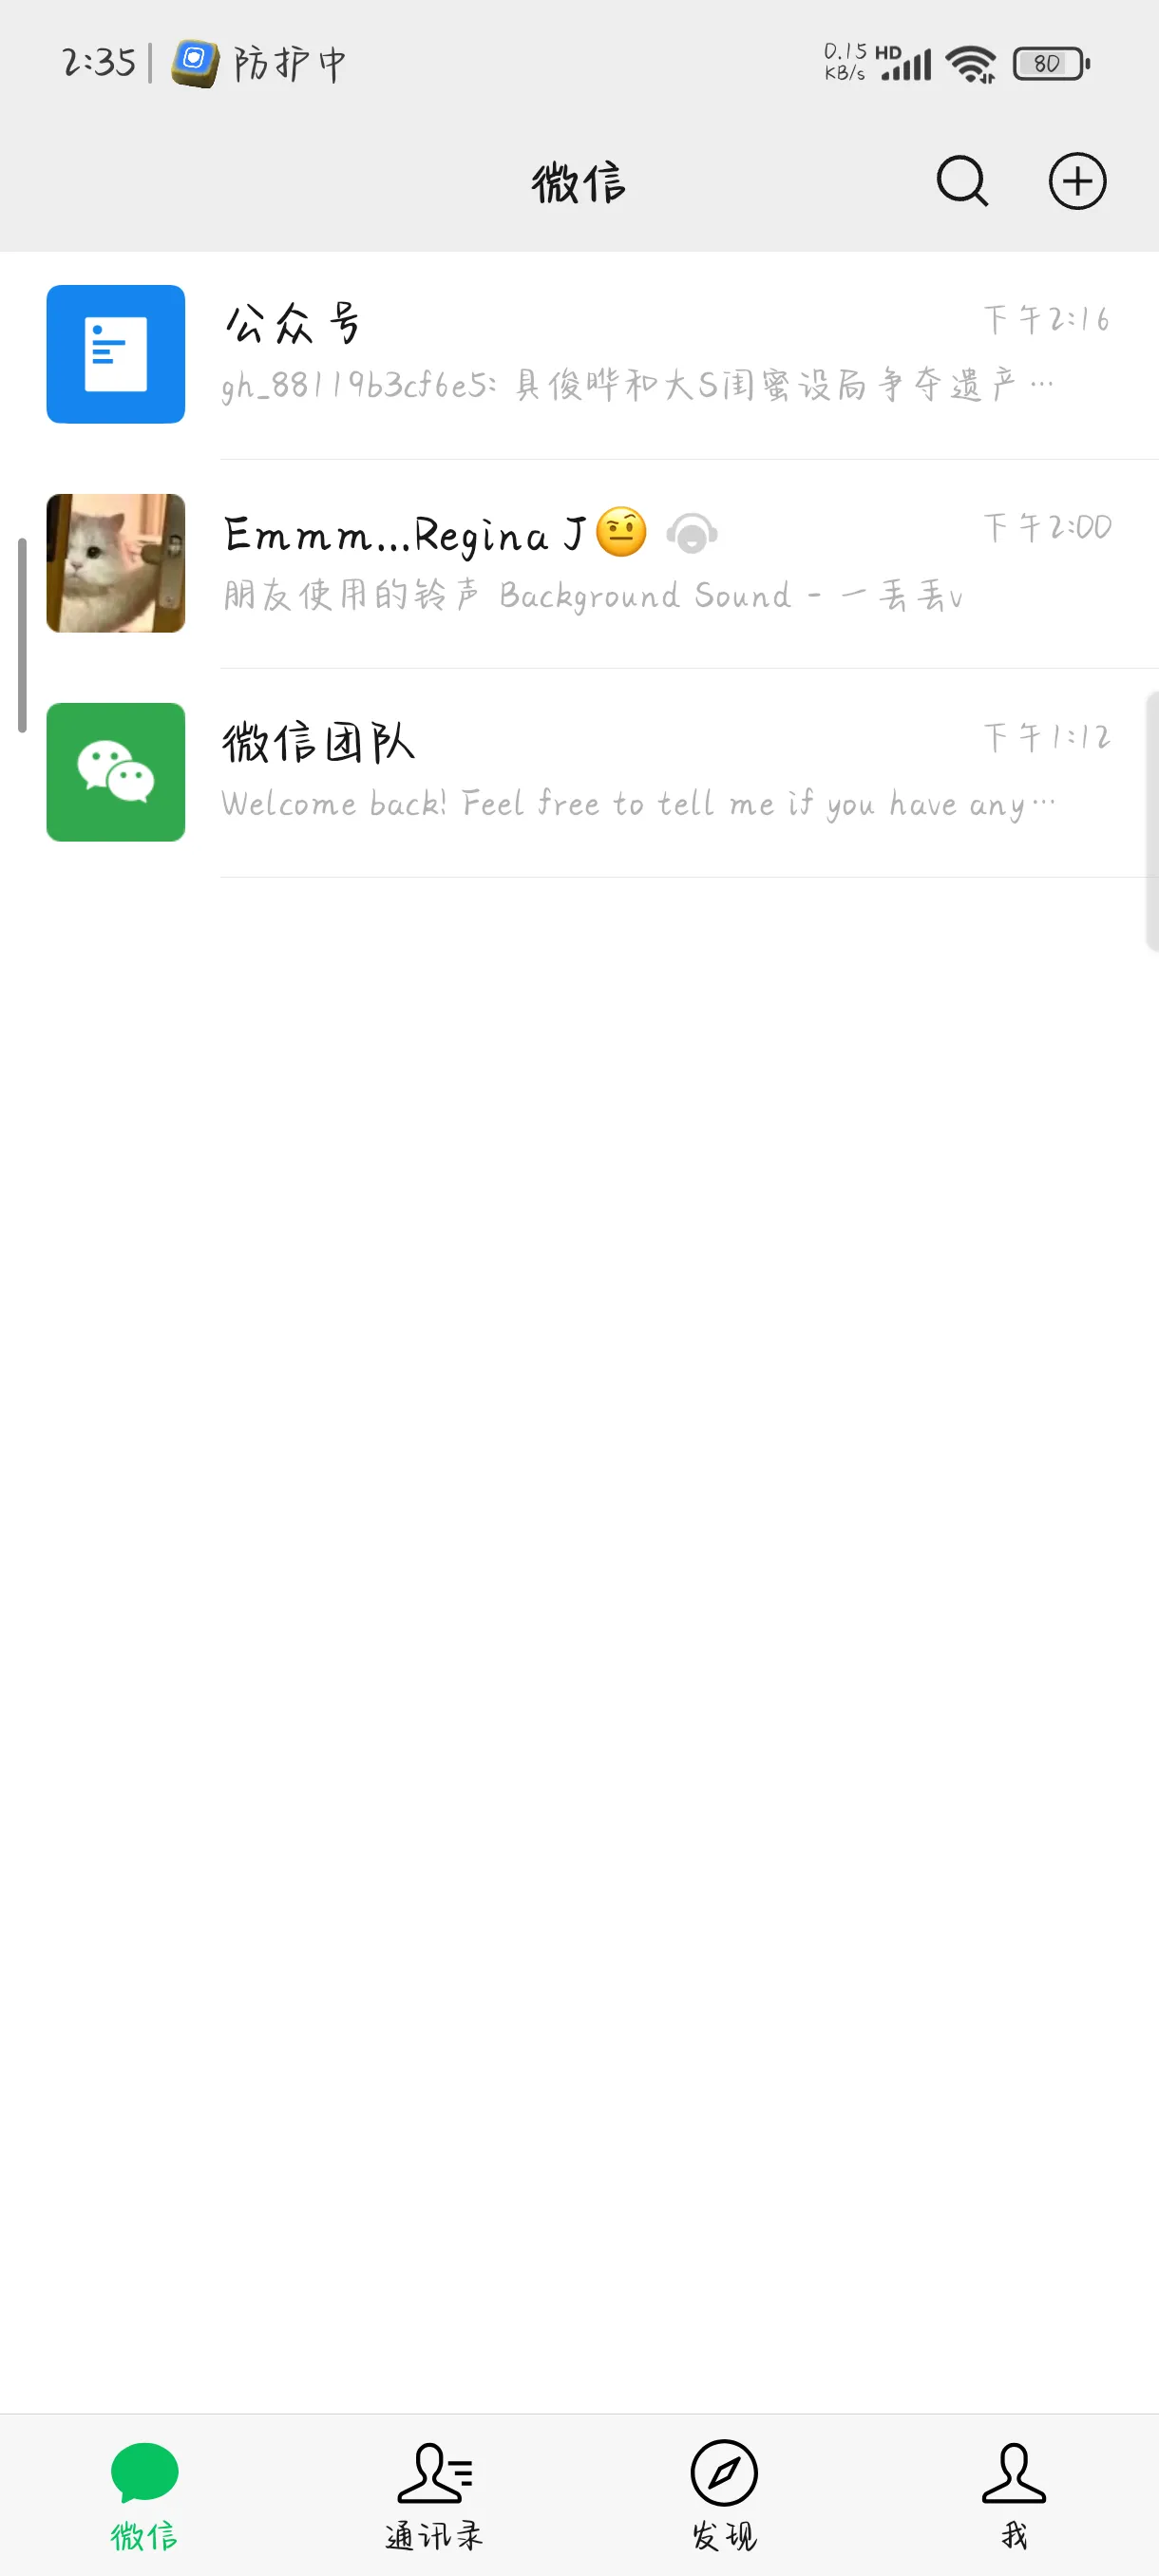 2:35
防护中
0.15 KB/s HD 80
微信
公众号
下午2:16
gh_88119b3cf6e5: 具俊晔和大S闺蜜设局争夺遗产…
Emmm...Regina J🤨
下午2:00
朋友使用的铃声 Background Sound - 一丢丢v
微信团队
下午1:12
Welcome back! Feel free to tell me if you have any…
微信
通讯录
发现
我